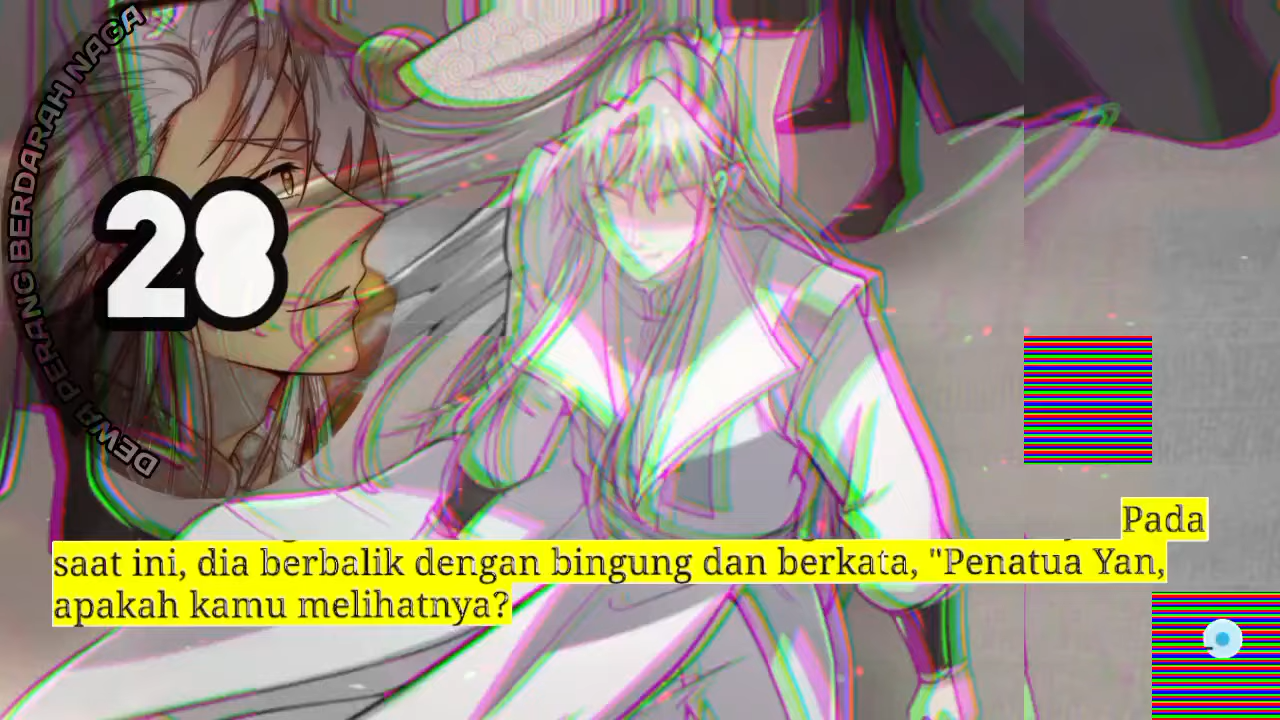 DEWA PERANG BERDARAH NAGA
28
Pada
saat ini, dia berbalik dengan bingung dan berkata, "Penatua Yan,
apakah kamu melihatnya?